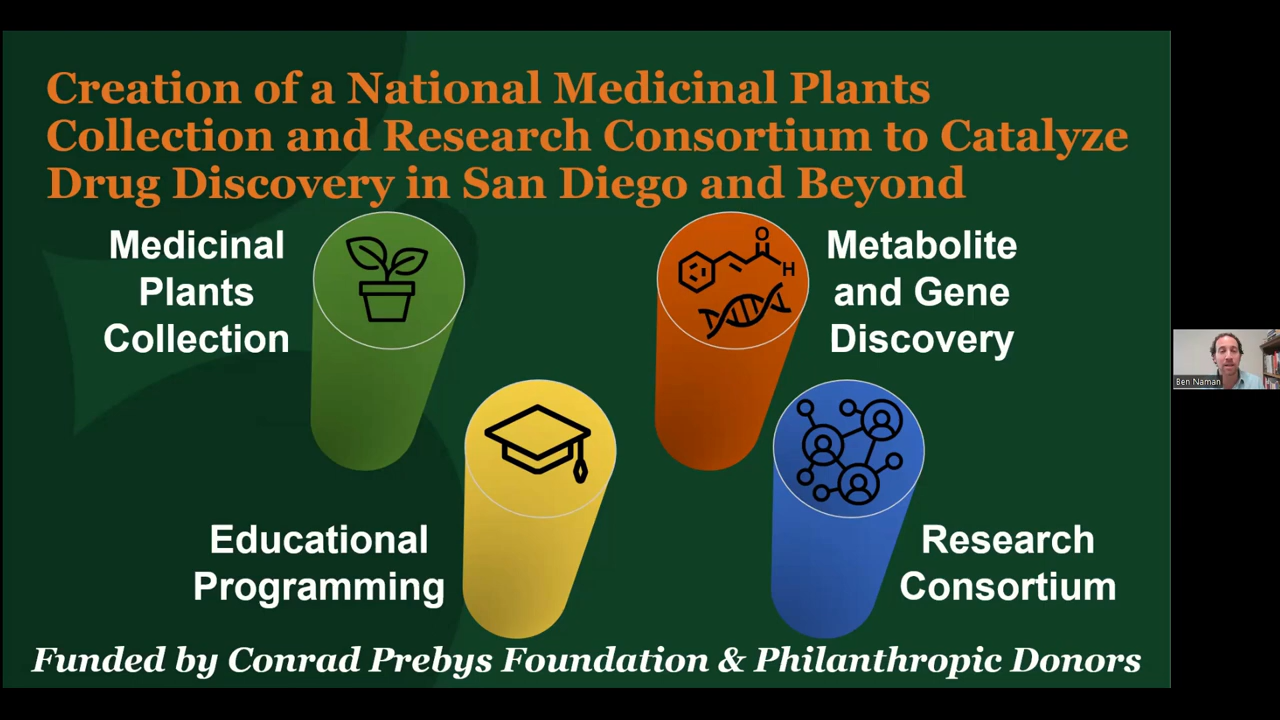 Creation of a National Medicinal Plants
Collection and Research Consortium to Catalyze
Drug Discovery in San Diego and Beyond
Medicinal
Plants
Collection
O
H
Metabolite
and Gene
Discovery
Educational
Programming
Research
Consortium
Funded by Conrad Prebys Foundation & Philanthropic Donors
Ben Naman